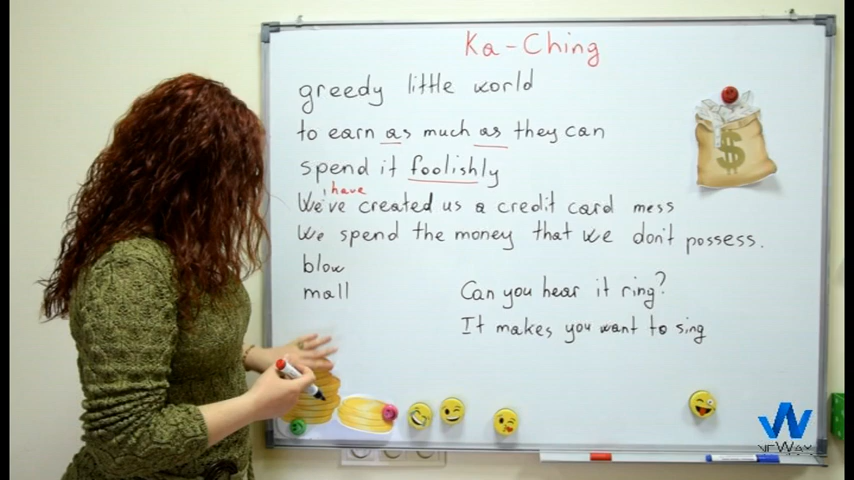 Ka-Ching
greedy little world
to earn as much as they can
spend it foolishly
have
We've created us a credit card mess
We spend the money that we don't possess.
blow
mall
Can you hear it ring?
It makes you want to sing
$
NEWAY